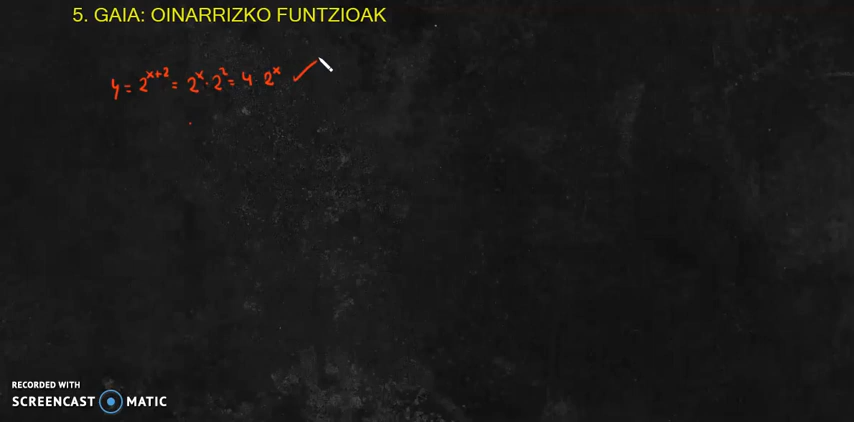 5. GAIA: OINARRIZKO FUNTZIOAK
y = 2^{x+2} = 2^x · 2^2 = 4 · 2^x ✓
RECORDED WITH
SCREENCAST MATIC